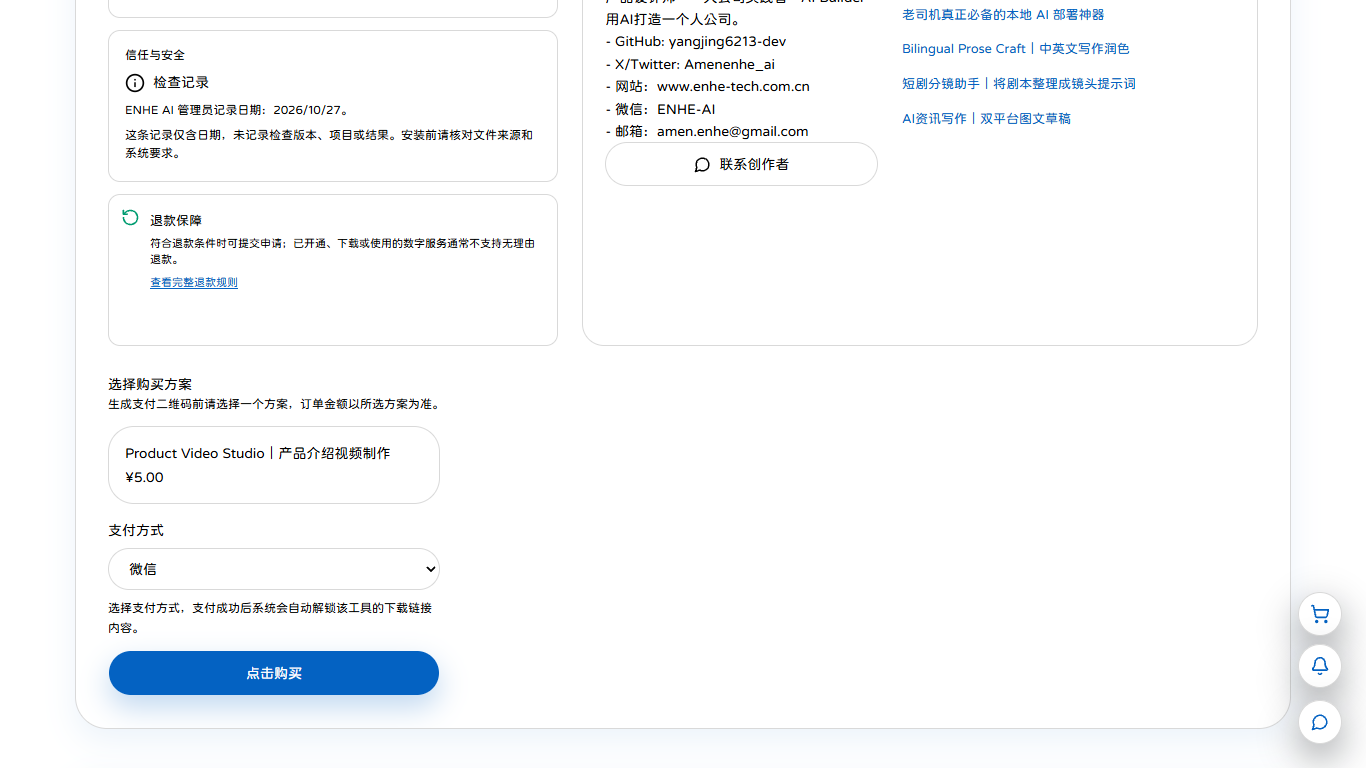 信任与安全
检查记录
ENHE AI 管理员记录日期：2026/10/27。
这条记录仅含日期，未记录检查版本、项目或结果。安装前请核对文件来源和
系统要求。
退款保障
符合退款条件时可提交申请；已开通、下载或使用的数字服务通常不支持无理由
退款。
查看完整退款规则
用AI打造一个人公司。
- GitHub: yangjing6213-dev
- X/Twitter: Amenenhe_ai
- 网站：www.enhe-tech.com.cn
- 微信：ENHE-AI
- 邮箱：amen.enhe@gmail.com
联系创作者
老司机真正必备的本地 AI 部署神器
Bilingual Prose Craft｜中英文写作润色
短剧分镜助手｜将剧本整理成镜头提示词
AI资讯写作｜双平台图文草稿
选择购买方案
生成支付二维码前请选择一个方案，订单金额以所选方案为准。
Product Video Studio｜产品介绍视频制作
¥5.00
支付方式
微信
选择支付方式，支付成功后系统会自动解锁该工具的下载链接
内容。
点击购买